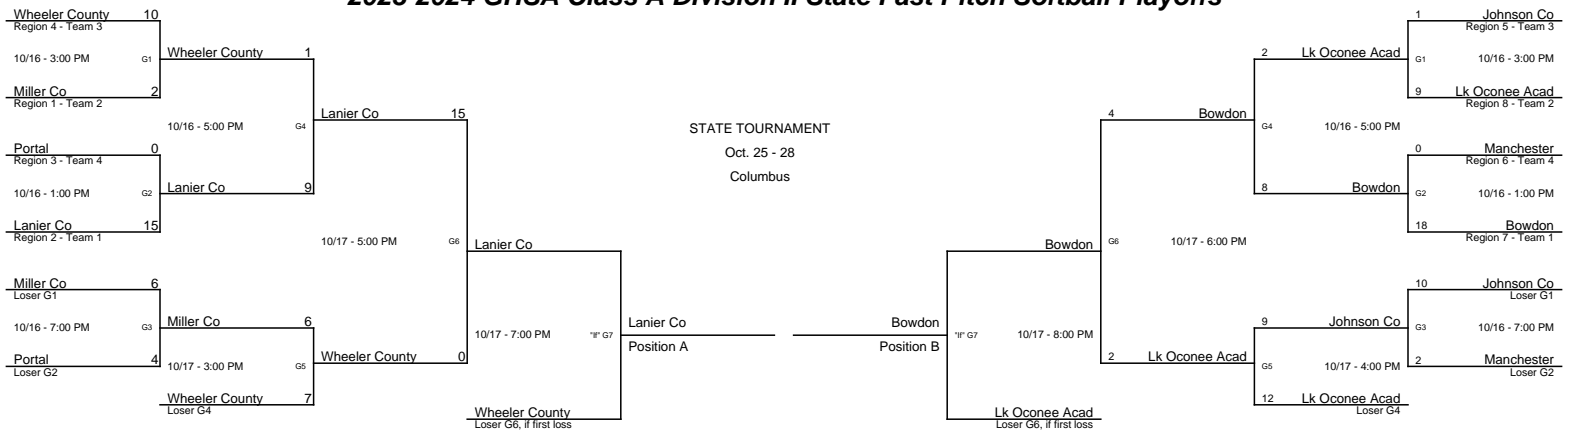 2023-2024 GHSA Class A Division II State Fast Pitch Softball Playoffs
Wheeler County 10
Region 4 - Team 3
10/16 - 3:00 PM G1
Wheeler County 1
Miller Co 2
Region 1 - Team 2
10/16 - 5:00 PM G4
Lanier Co 15
Portal 0
Region 3 - Team 4
10/16 - 1:00 PM G2
Lanier Co 9
Lanier Co 15
Region 2 - Team 1
10/17 - 5:00 PM G6
Lanier Co
Miller Co 6
Loser G1
10/16 - 7:00 PM G3
Miller Co 6
Portal 4
Loser G2
10/17 - 3:00 PM G5
Wheeler County 0
Wheeler County 7
Loser G4
10/17 - 7:00 PM "If" G7
Wheeler County
Loser G6, if first loss
Lanier Co
Position A
STATE TOURNAMENT
Oct. 25 - 28
Columbus
1 Johnson Co
Region 5 - Team 3
2 Lk Oconee Acad
G1 10/16 - 3:00 PM
9 Lk Oconee Acad
Region 8 - Team 2
4 Bowdon
G4 10/16 - 5:00 PM
0 Manchester
Region 6 - Team 4
8 Bowdon
G2 10/16 - 1:00 PM
18 Bowdon
Region 7 - Team 1
Bowdon
G6 10/17 - 6:00 PM
10 Johnson Co
Loser G1
9 Johnson Co
G3 10/16 - 7:00 PM
2 Manchester
Loser G2
2 Lk Oconee Acad
G5 10/17 - 4:00 PM
12 Lk Oconee Acad
Loser G4
Bowdon
Position B
"If" G7 10/17 - 8:00 PM
Lk Oconee Acad
Loser G6, if first loss